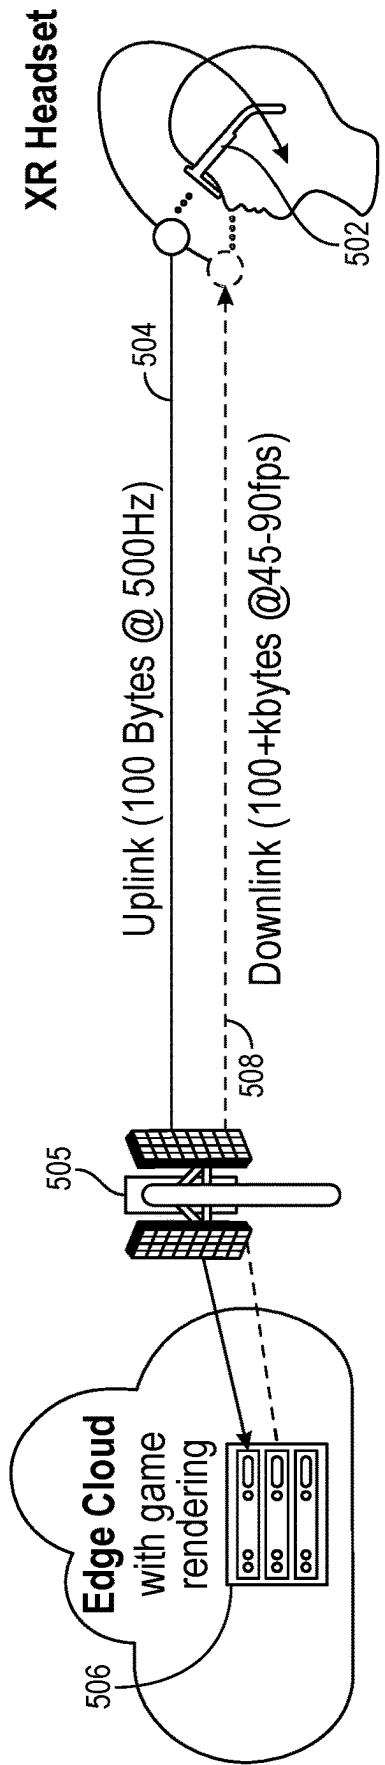 XR Headset
502
504
Uplink (100 Bytes @ 500Hz)
Downlink (100+kbytes @45-90fps)
508
505
Edge Cloud
with game
rendering
506